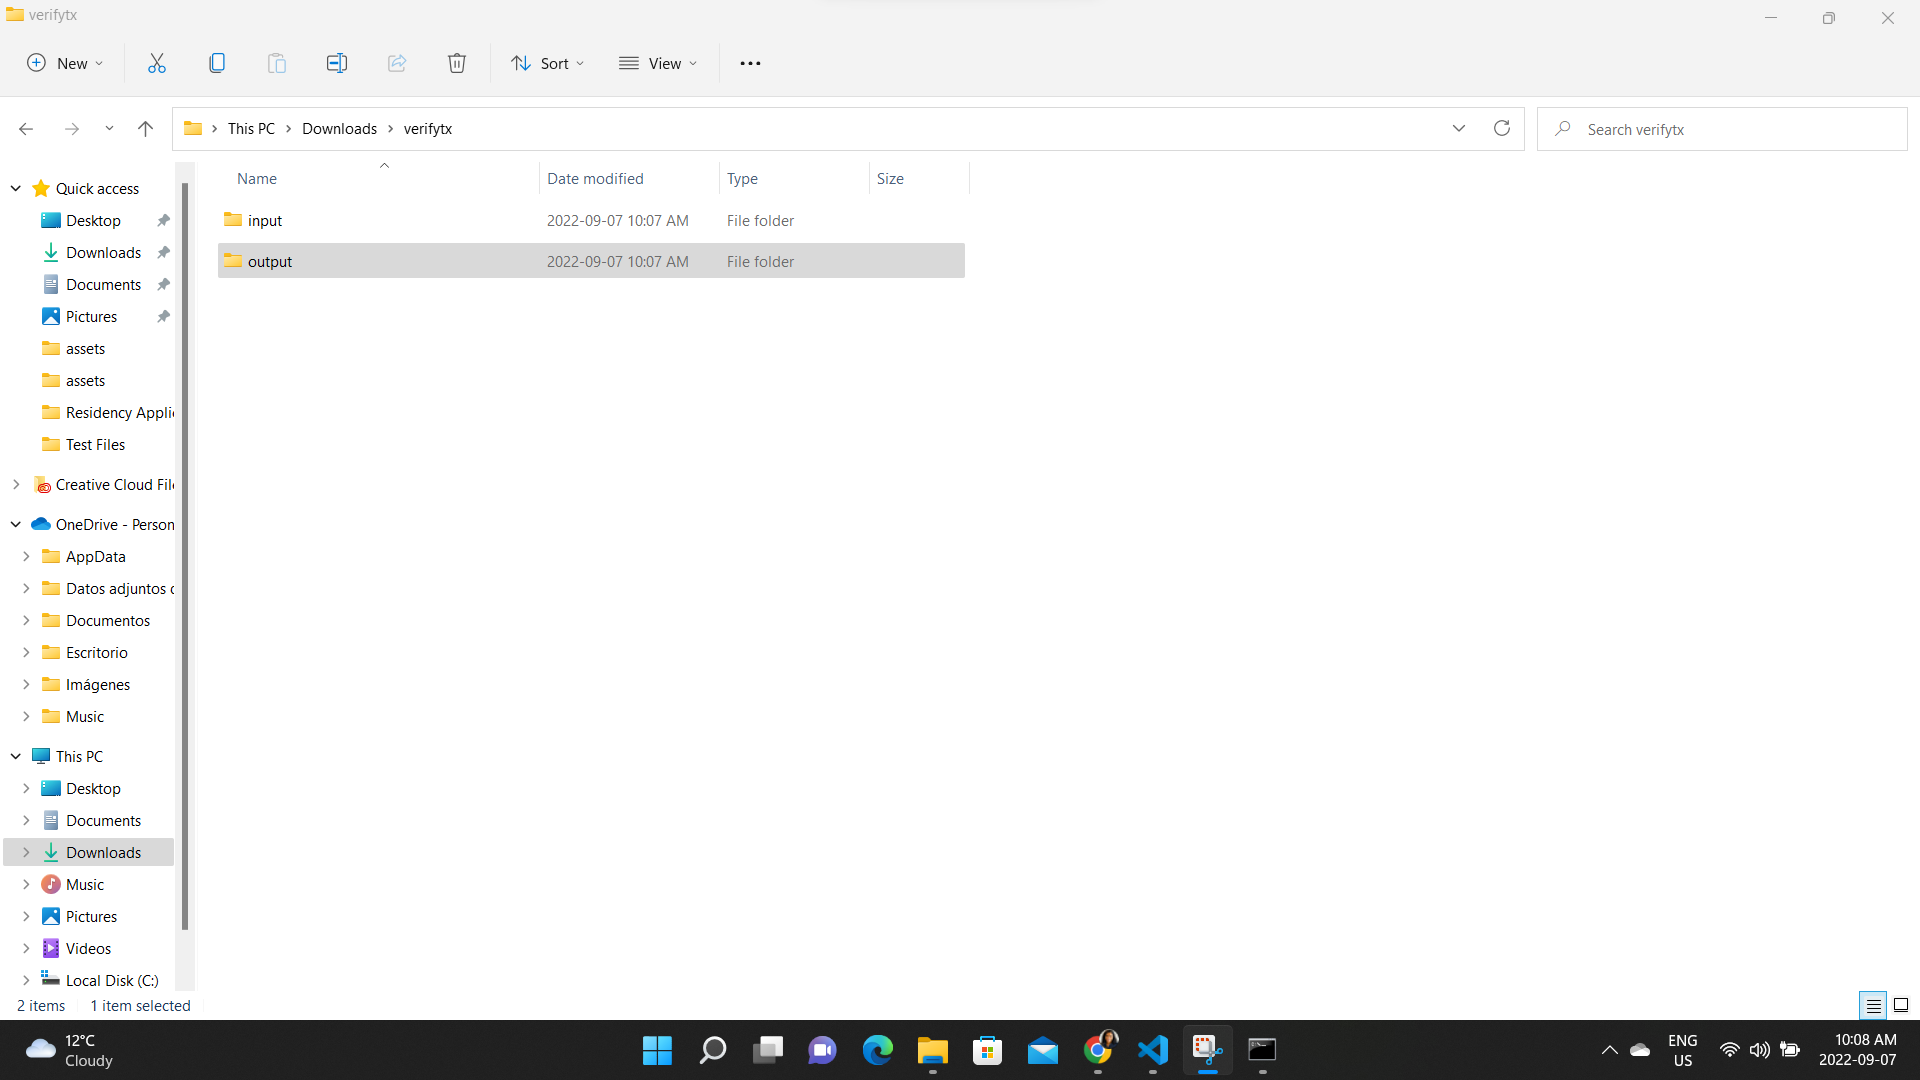 verifytx
New
Sort
View
This PC
Downloads
verifytx
Search verifytx
Name
Date modified
Type
Size
input
2022-09-07 10:07 AM
File folder
output
2022-09-07 10:07 AM
File folder
Quick access
Desktop
Downloads
Documents
Pictures
assets
assets
Residency Applic
Test Files
Creative Cloud File
OneDrive - Person
AppData
Datos adjuntos d
Documentos
Escritorio
Imágenes
Music
This PC
Desktop
Documents
Downloads
Music
Pictures
Videos
Local Disk (C:)
2 items
1 item selected
12°C
Cloudy
ENG
US
10:08 AM
2022-09-07